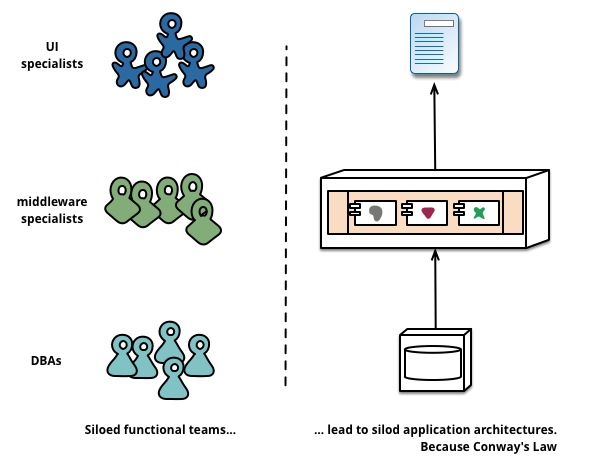 UI
specialists
middleware
specialists
DBAs
Siloed functional teams...
... lead to silod application architectures.
Because Conway's Law